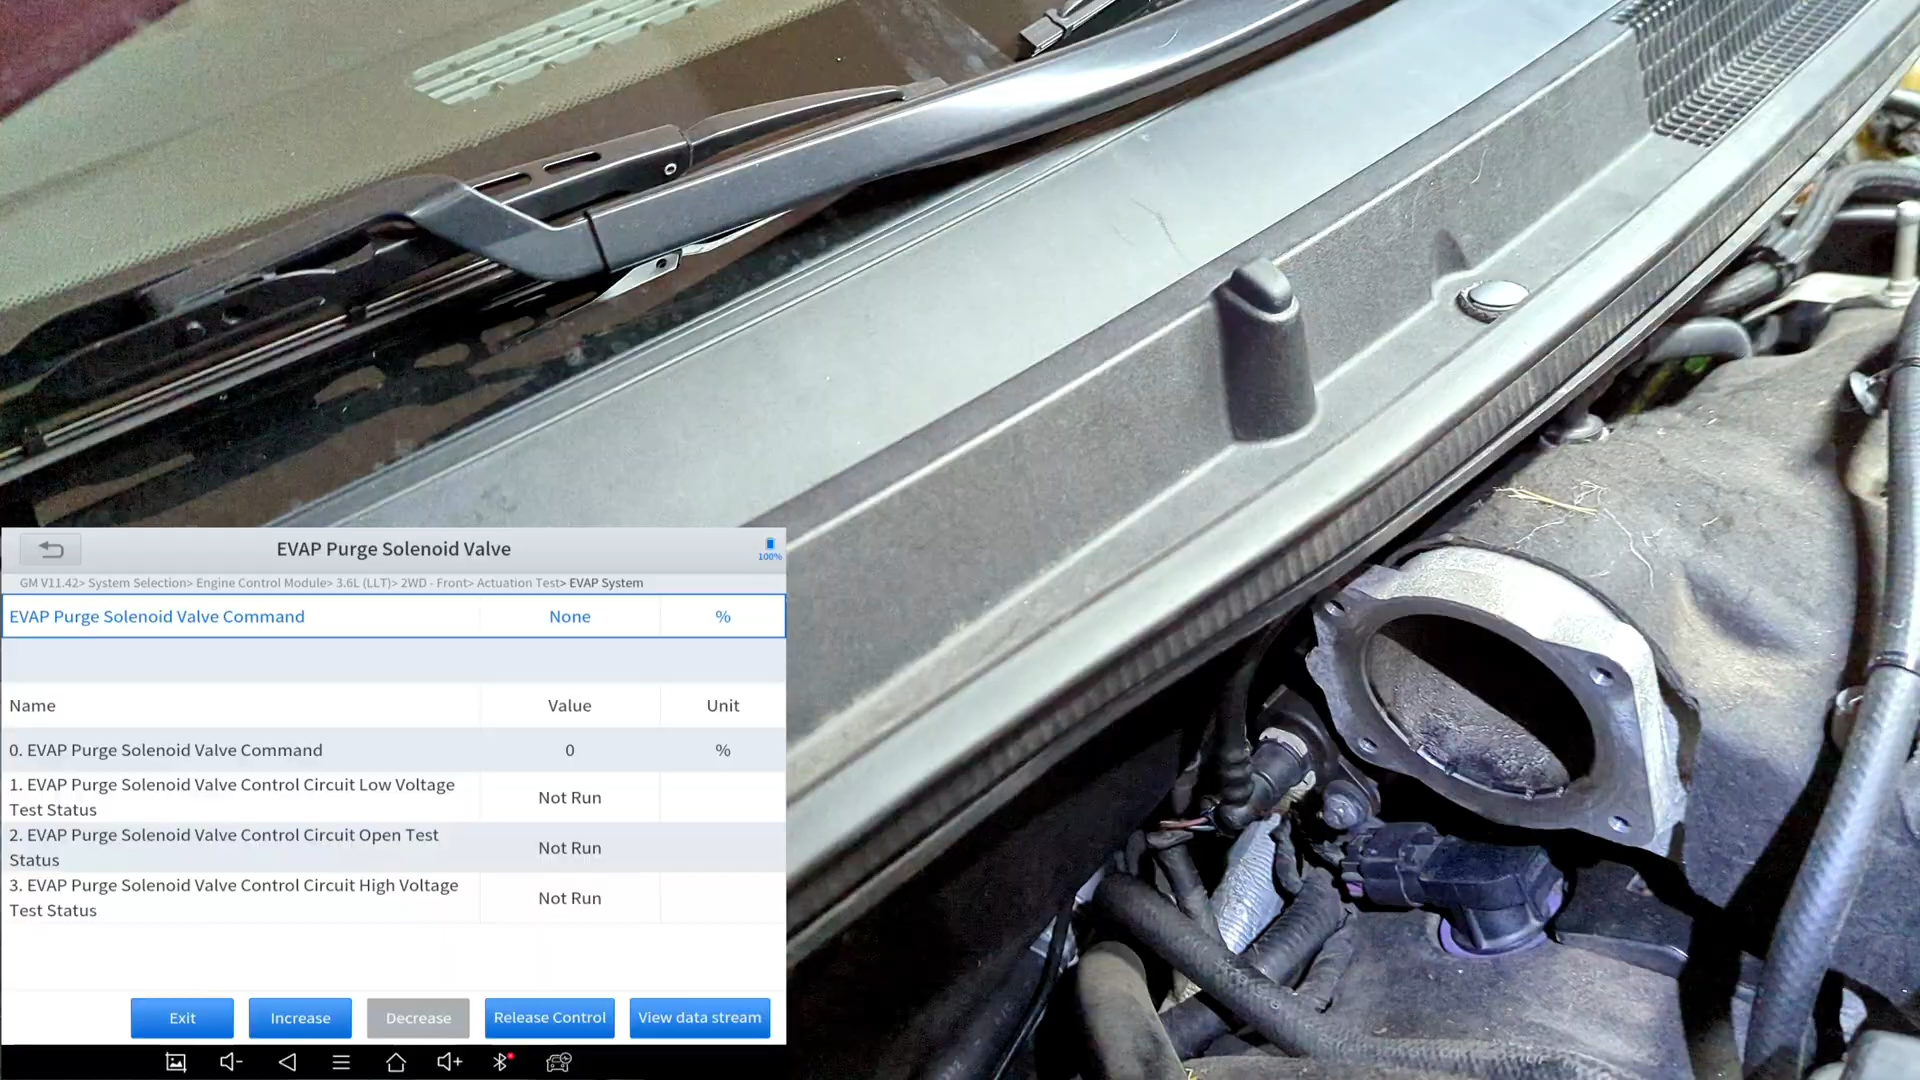 EVAP Purge Solenoid Valve
100%
GM V11.42> System Selection> Engine Control Module> 3.6L (LLT)> 2WD - Front> Actuation Test> EVAP System
EVAP Purge Solenoid Valve Command None %
Name Value Unit
0. EVAP Purge Solenoid Valve Command 0 %
1. EVAP Purge Solenoid Valve Control Circuit Low Voltage
Test Status Not Run
2. EVAP Purge Solenoid Valve Control Circuit Open Test
Status Not Run
3. EVAP Purge Solenoid Valve Control Circuit High Voltage
Test Status Not Run
Exit Increase Decrease Release Control View data stream